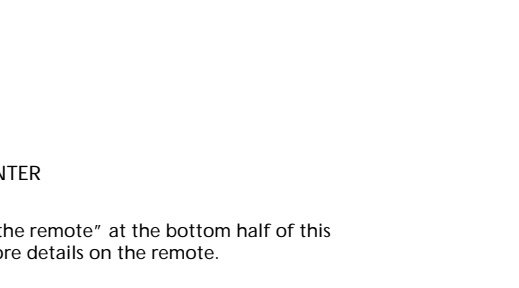 NTER
the remote" at the bottom half of this
ore details on the remote.